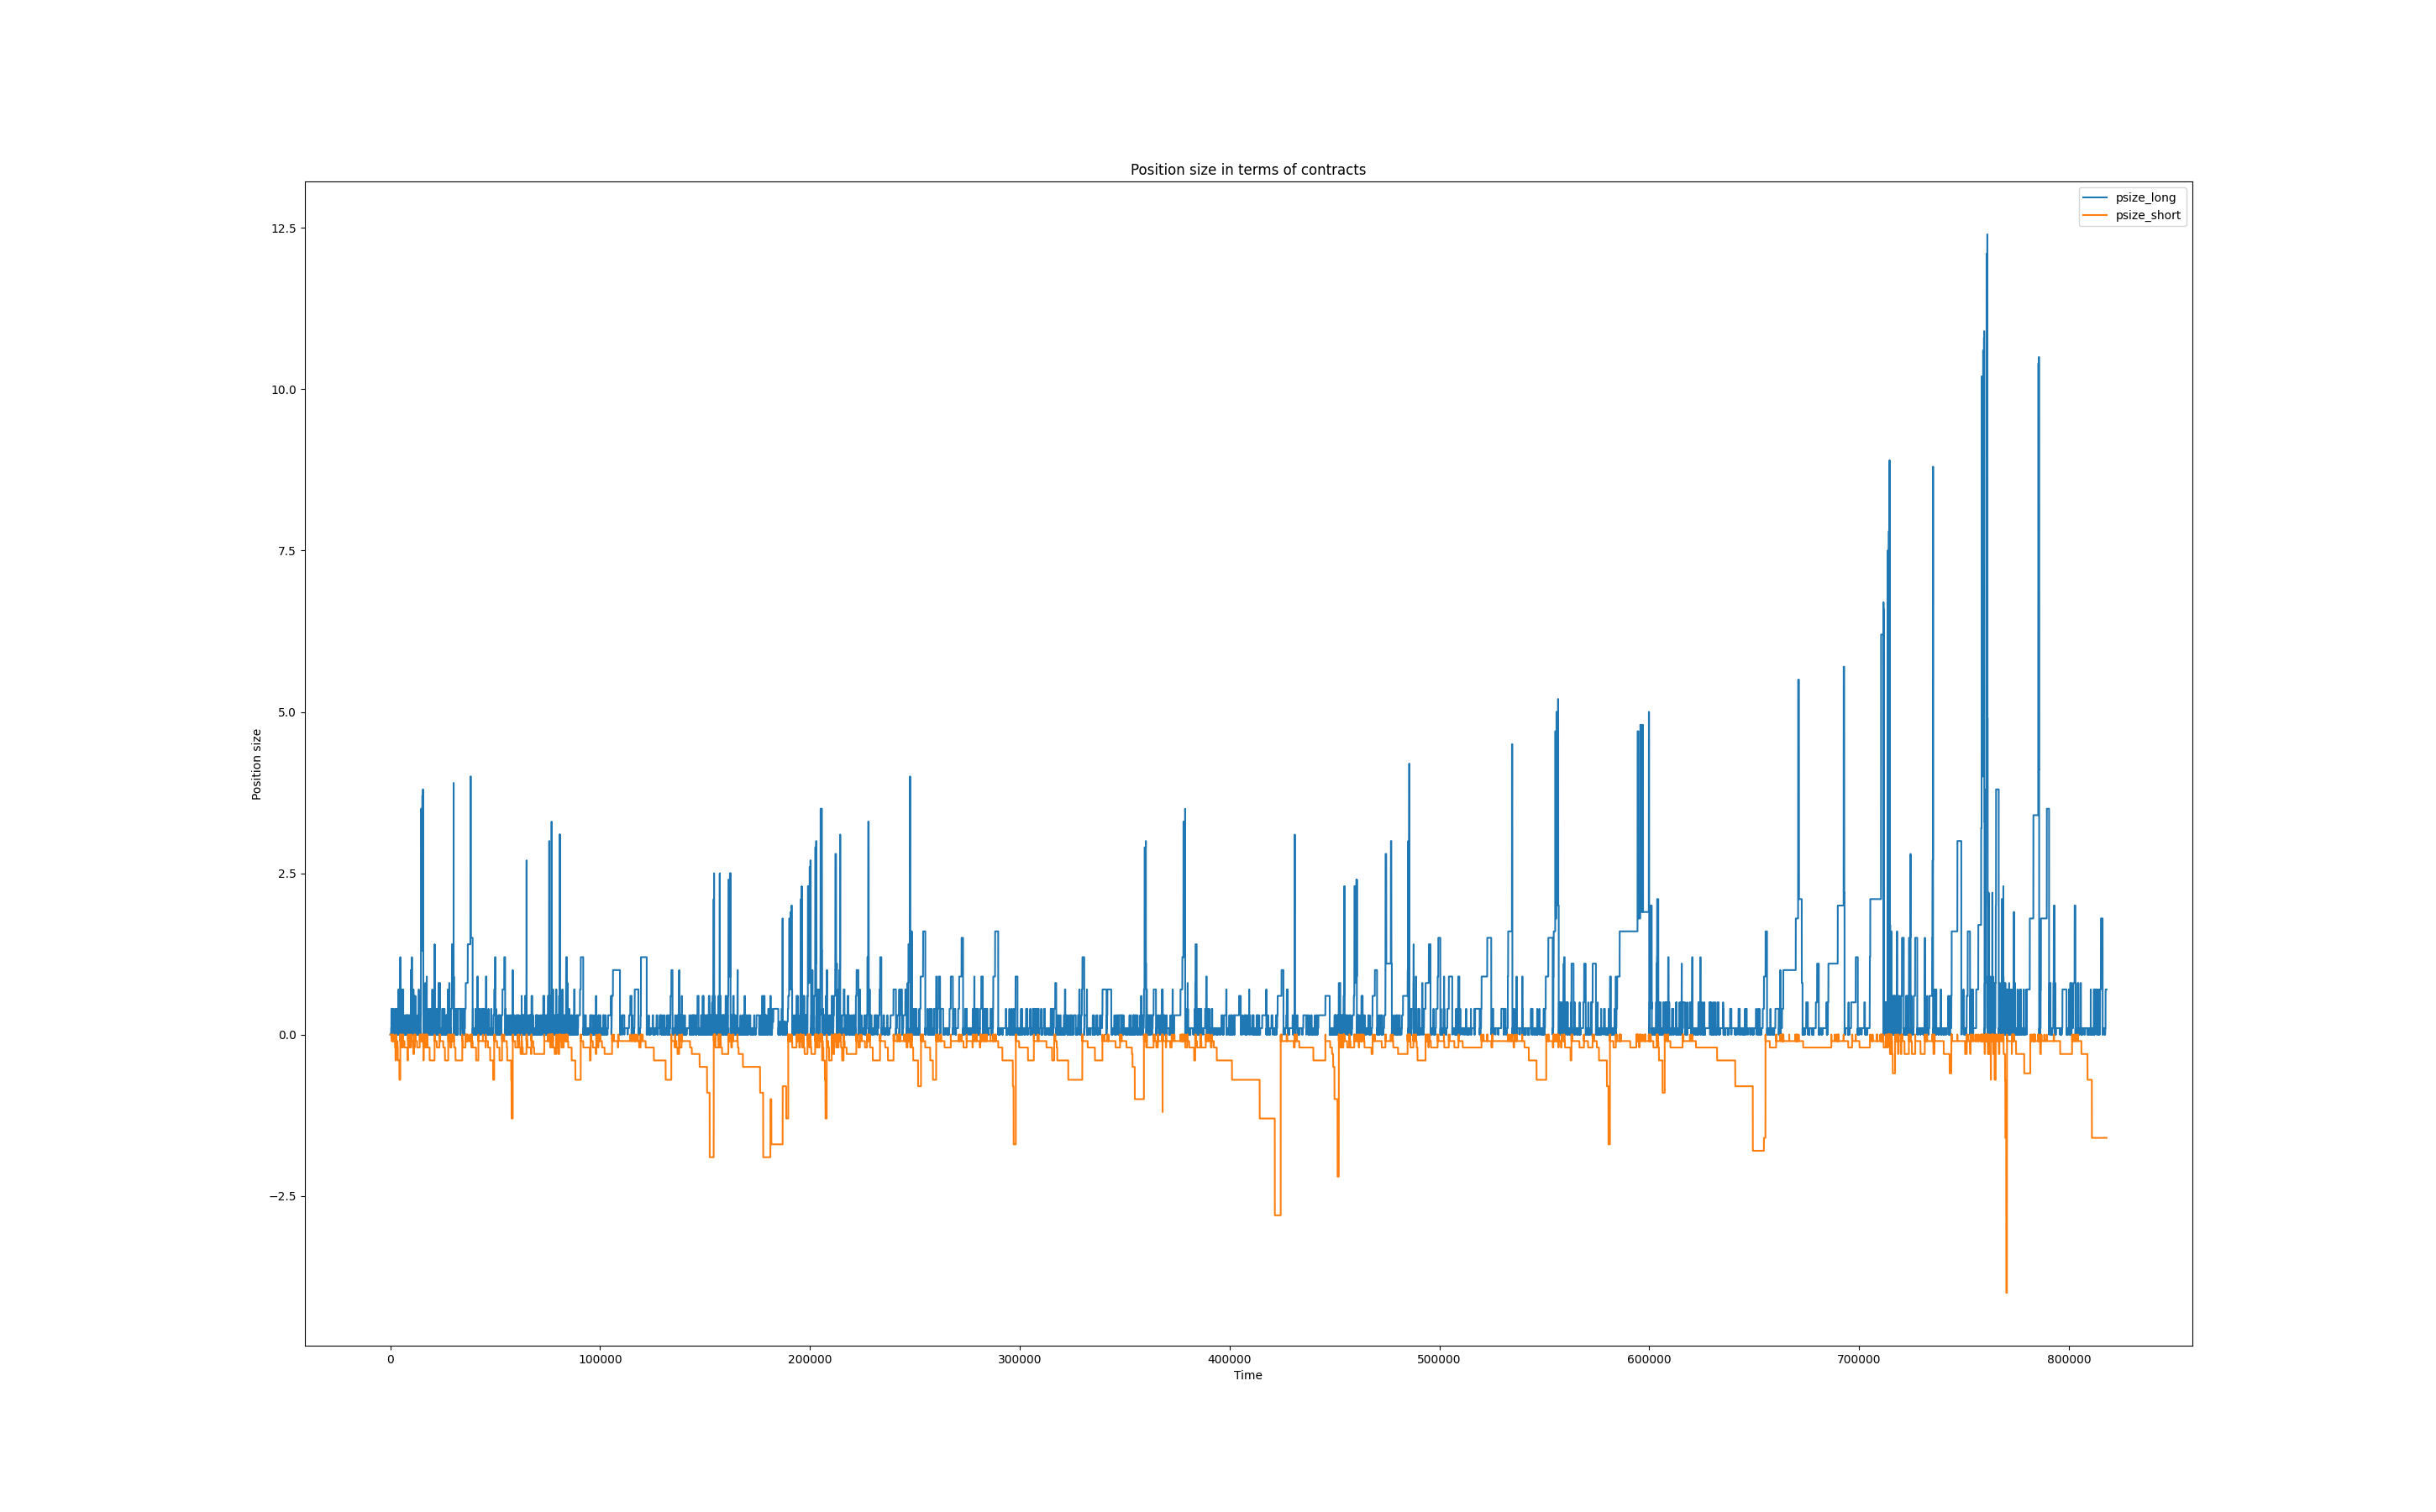 Position size in terms of contracts
psize_long
psize_short
12.5
10.0
7.5
5.0
2.5
0.0
−2.5
Position size
0 100000 200000 300000 400000 500000 600000 700000 800000
Time